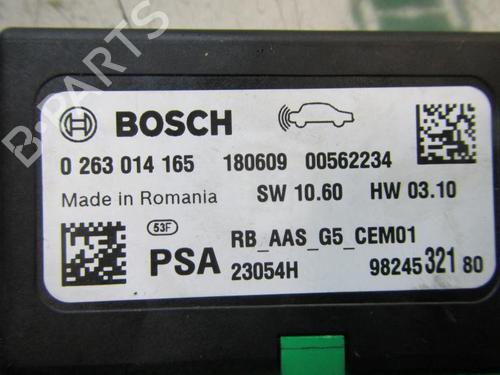 BOSCH
0 263 014 165 180609 00562234
Made in Romania SW 10.60 HW 03.10
53F RB_AAS_G5_CEM01
PSA 23054H 98245 321 80
B-PARTS